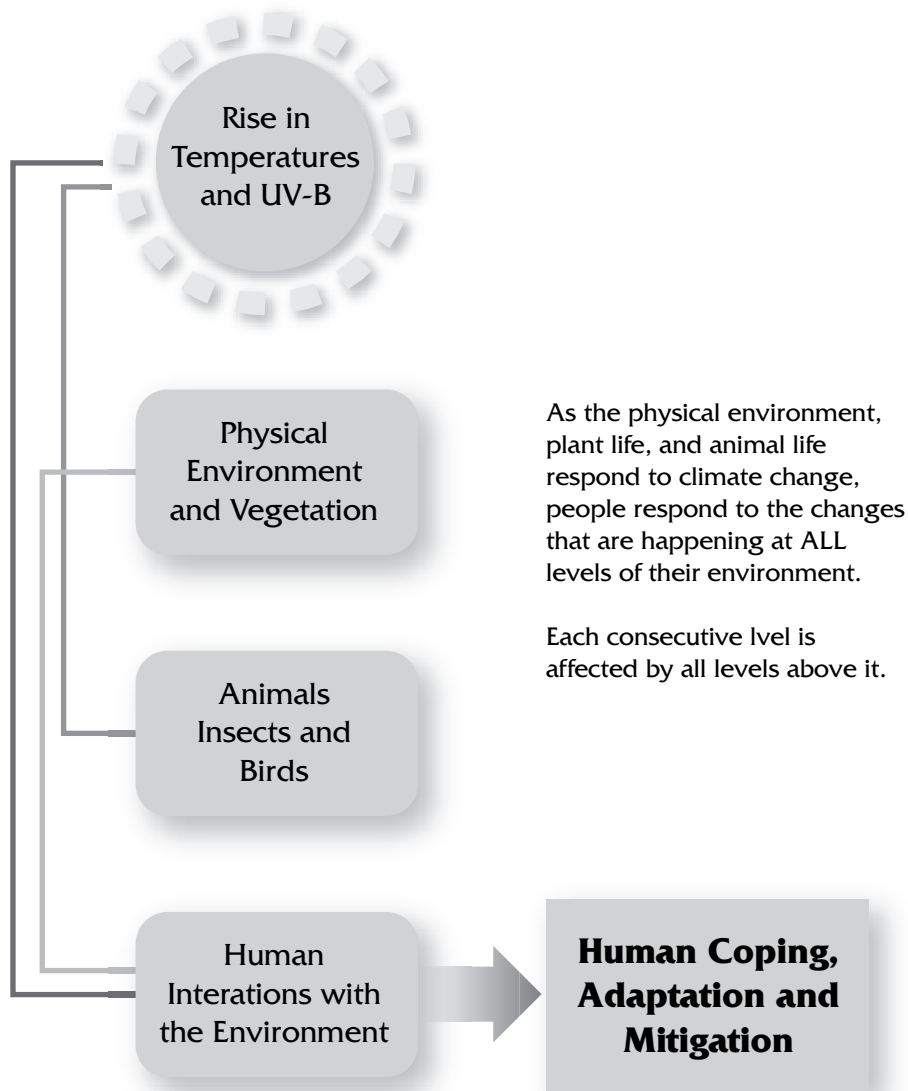 Rise in
Temperatures
and UV-B
Physical
Environment
and Vegetation
As the physical environment,
plant life, and animal life
respond to climate change,
people respond to the changes
that are happening at ALL
levels of their environment.
Each consecutive lvel is
affected by all levels above it.
Animals
Insects and
Birds
Human
Interations with
the Environment
Human Coping,
Adaptation and
Mitigation